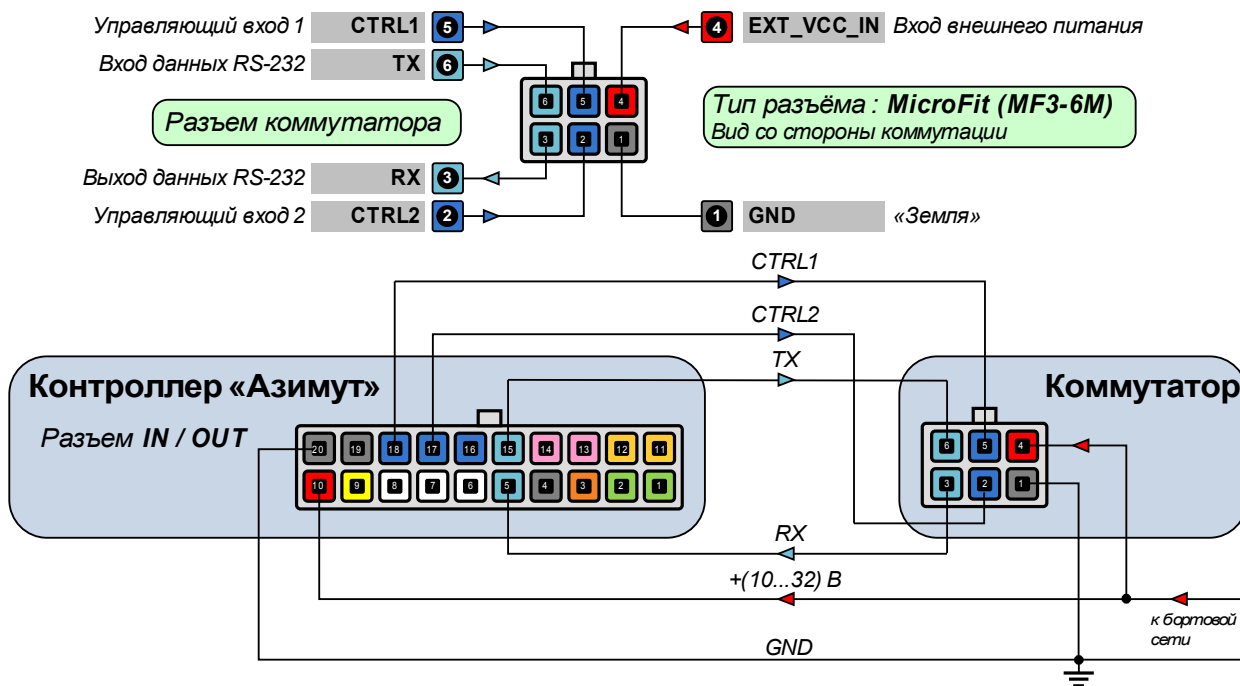 Управляющий вход 1 CTRL1 5
4 EXT_VCC_IN Вход внешнего питания
Вход данных RS-232 TX 6
6 5 4
3 2 1
Разъем коммутатора
Тип разъёма : MicroFit (MF3-6M)
Вид со стороны коммутации
Выход данных RS-232 RX 3
Управляющий вход 2 CTRL2 2
1 GND «Земля»
CTRL1
CTRL2
TX
Контроллер «Азимут»
Разъем IN / OUT
20 19 18 17 16 15 14 13 12 11
10 9 8 7 6 5 4 3 2 1
Коммутатор
6 5 4
3 2 1
RX
+(10...32) В
к бортовой
сети
GND